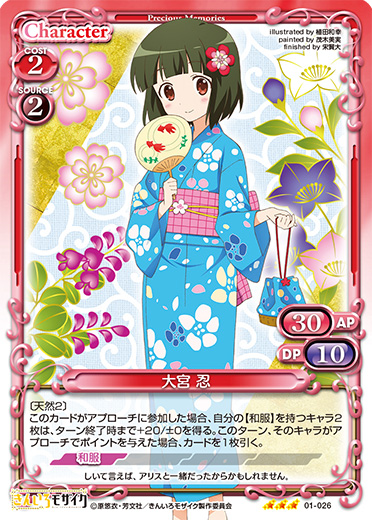 Precious Memories
Character
illustrated by 植田和幸
painted by 茂木美実
finished by 宋賢大
COST
2
SOURCE
2
30 AP
DP 10
大宮 忍
[天然2]
このカードがアプローチに参加した場合、自分の【和服】を持つキャラ2
枚は、ターン終了時まで+20/±0を得る。このターン、そのキャラがア
プローチでポイントを与えた場合、カードを1枚引く。
和服
しいて言えば、アリスと一緒だったからかもしれません。
きんいろモザイク
©原悠衣・芳文社/きんいろモザイク製作委員会
01-026